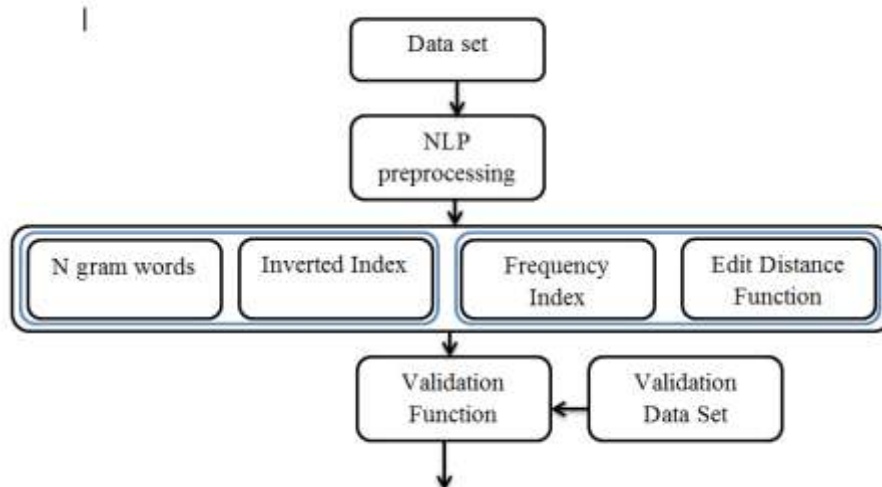 Data set
NLP
preprocessing
N gram words
Inverted Index
Frequency
Index
Edit Distance
Function
Validation
Function
Validation
Data Set